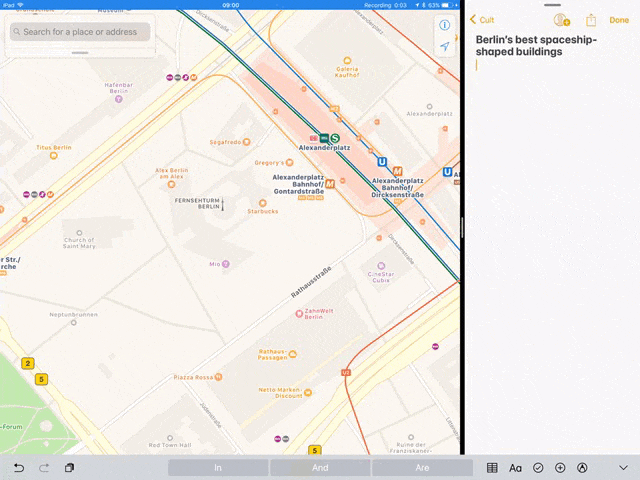 iPad
09:00
Recording 0:03
63%
Search for a place or address
Dircksenstraße
Alexanderplatz
Galeria
Kaufhof
Hafenbar
Berlin
Alexanderplatz
Segafredo
Alexanderplatz
Titus Berlin
Gregory's
Alex Berlin
am Alex
Alexanderplatz
Bahnhof/
Gontardstraße
Alexanderplatz
Bahnhof/
Dircksenstraße
FERNSEHTURM
BERLIN
Starbucks
Church of
Saint Mary
r Str./
rche
Mio
Dircksenstraße
CineStar
Cubix
Rathausstraße
Neptunbrunnen
ZahnWelt
Berlin
Rathaus-
Passagen
2
5
Piazza Rossa
Netto Marken-
Discount
Jüdenstraße
-Forum
Red Town Hall
5
Ruine der
Franziskaner-
Cult
Done
Berlin's best spaceship-
shaped buildings
In
And
Are
Aa